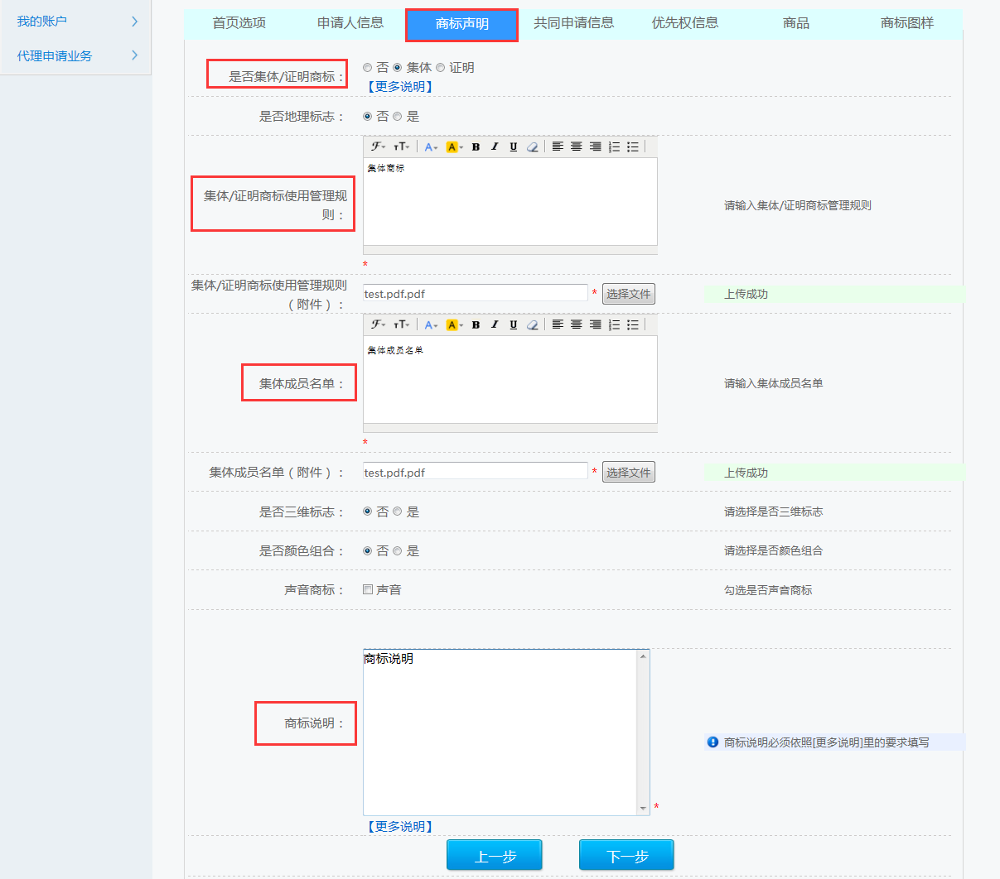 我的账户
代理申请业务
首页选项 申请人信息 商标声明 共同申请信息 优先权信息 商品 商标图样
是否集体/证明商标： 否 集体 证明
【更多说明】
是否地理标志： 否 是
集体商标
集体/证明商标使用管理规
则：
请输入集体/证明商标管理规则
*
集体/证明商标使用管理规则
（附件）：
test.pdf.pdf * 选择文件 上传成功
集体成员名单
集体成员名单： 请输入集体成员名单
*
集体成员名单（附件）： test.pdf.pdf * 选择文件 上传成功
是否三维标志： 否 是 请选择是否三维标志
是否颜色组合： 否 是 请选择是否颜色组合
声音商标： 声音 勾选是否声音商标
商标说明
商标说明：
商标说明必须依照[更多说明]里的要求填写
*
【更多说明】
上一步 下一步